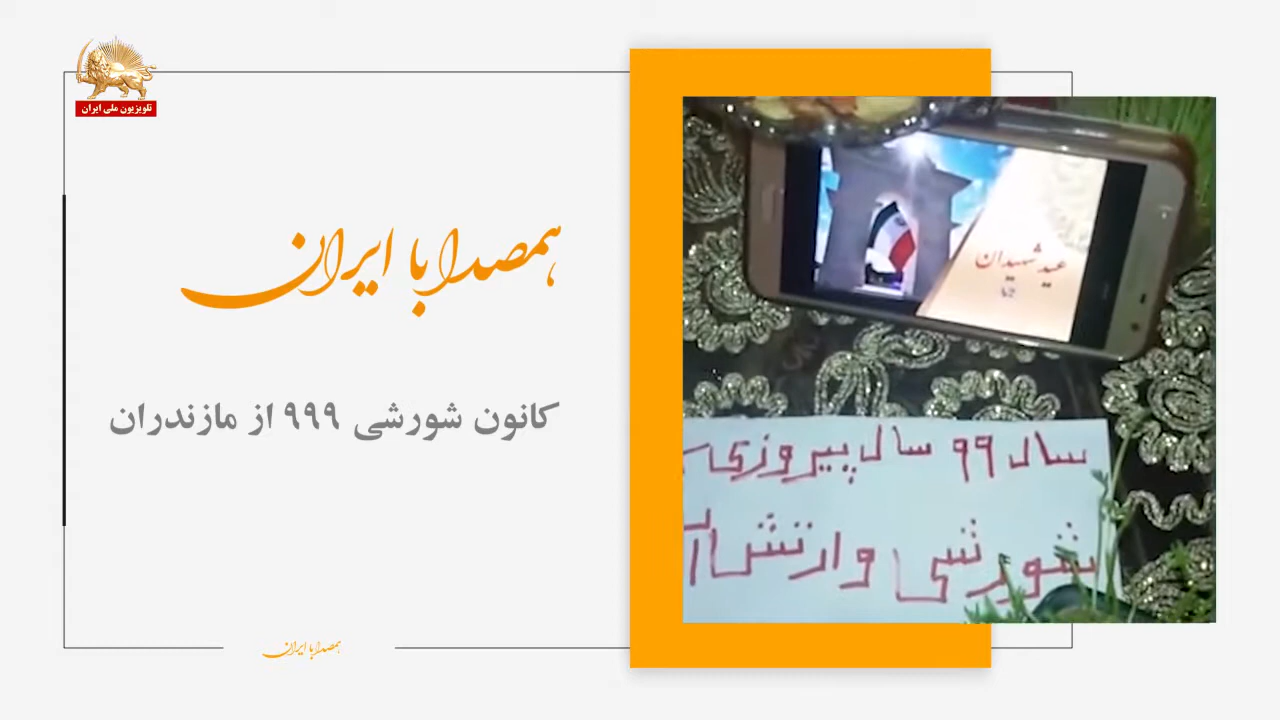 تلویزیون ملی ایران
همصدا با ایران
کانون شورشی ۹۹۹ از مازندران
عید شهیدان
سال ۹۹ سال پیروزی
شورشی وارتش
همصدا با ایران